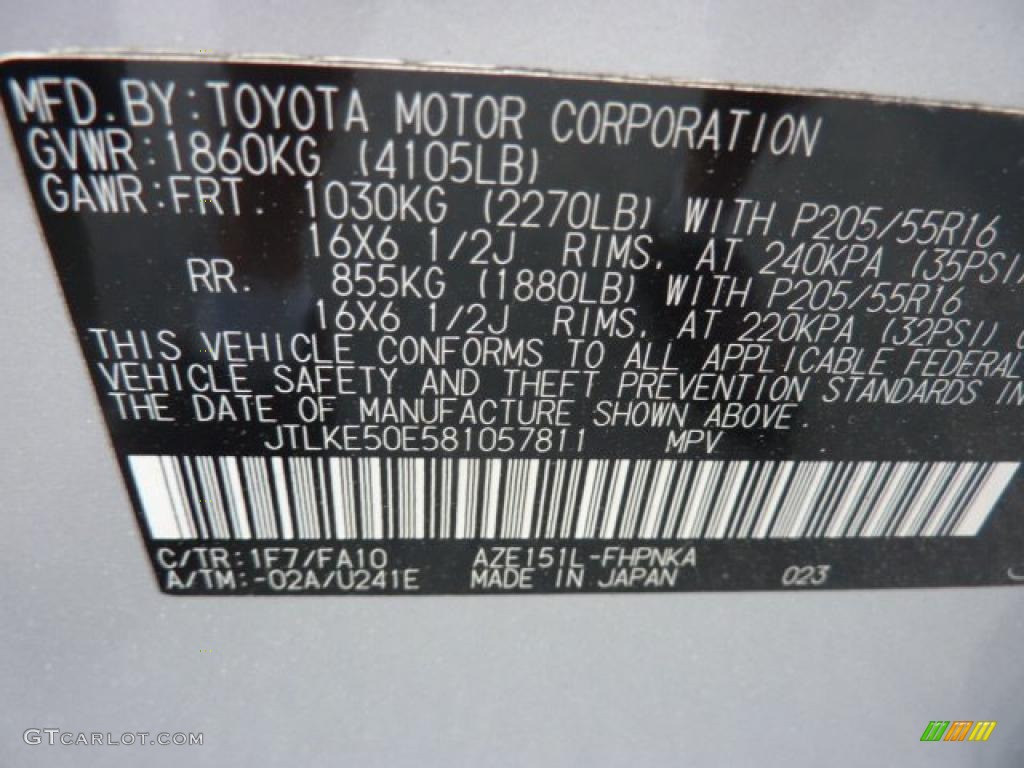 MFD. BY: TOYOTA MOTOR CORPORATION
GVWR: 1860KG (4105LB)
GAWR: FRT. 1030KG (2270LB) WITH P205/55R16
16X6 1/2J RIMS, AT 240KPA (35PSI)
RR. 855KG (1880LB) WITH P205/55R16
16X6 1/2J RIMS, AT 220KPA (32PSI)
THIS VEHICLE CONFORMS TO ALL APPLICABLE FEDERAL
VEHICLE SAFETY AND THEFT PREVENTION STANDARDS IN
THE DATE OF MANUFACTURE SHOWN ABOVE.
JTLKE50E581057811 MPV
C/TR: 1F7/FA10 AZE151L-FHPNKA
A/TM: -02A/U241E MADE IN JAPAN 023
GTCARLOT.COM